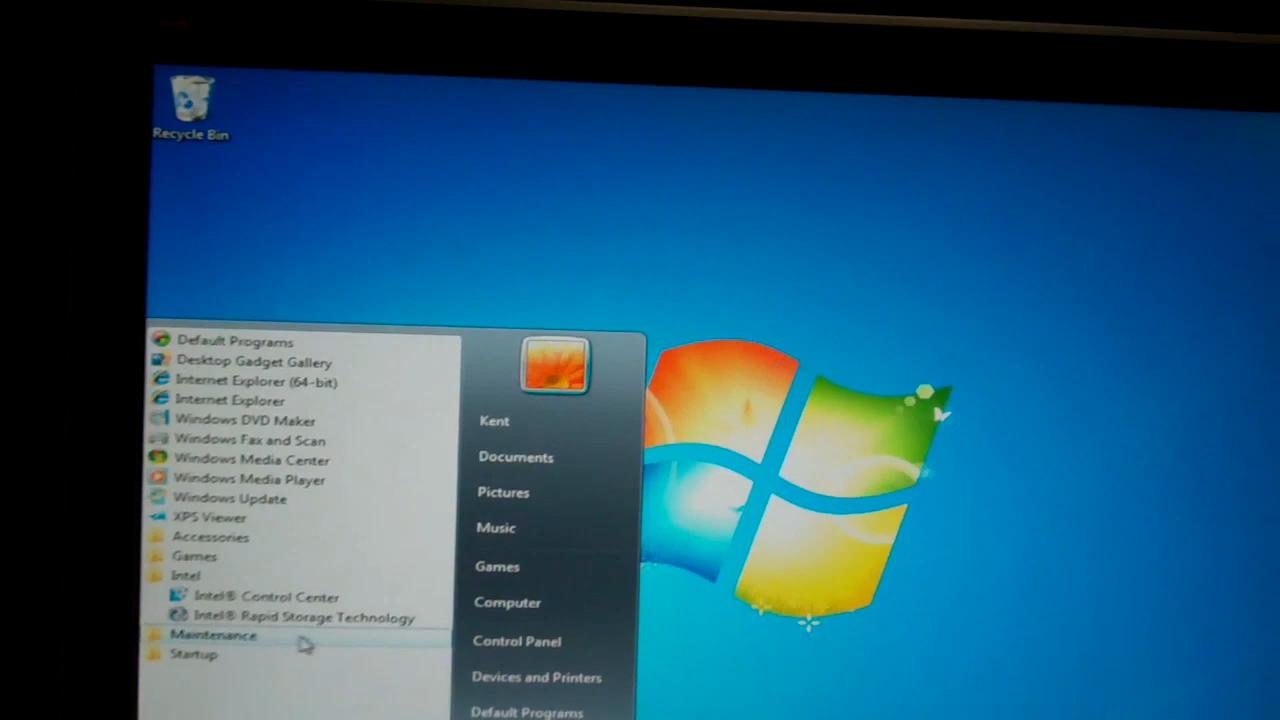 Recycle Bin
Default Programs
Desktop Gadget Gallery
Internet Explorer (64-bit)
Internet Explorer
Windows DVD Maker
Windows Fax and Scan
Windows Media Center
Windows Media Player
Windows Update
XPS Viewer
Accessories
Games
Intel
Intel® Control Center
Intel® Rapid Storage Technology
Maintenance
Startup
Kent
Documents
Pictures
Music
Games
Computer
Control Panel
Devices and Printers
Default Programs